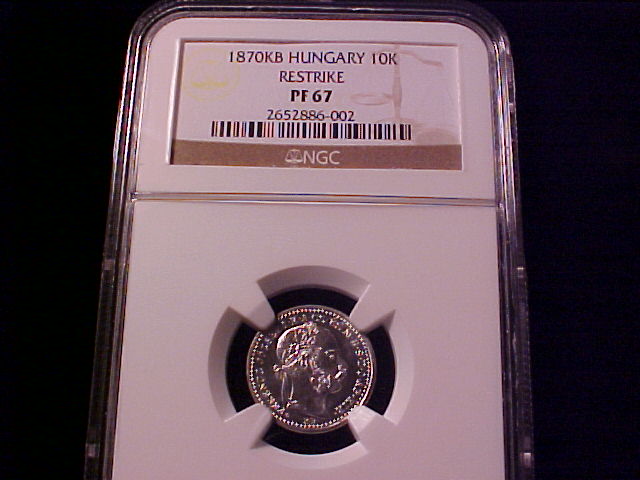 1870KB HUNGARY 10K
RESTRIKE
PF 67
2652886-002
NGC